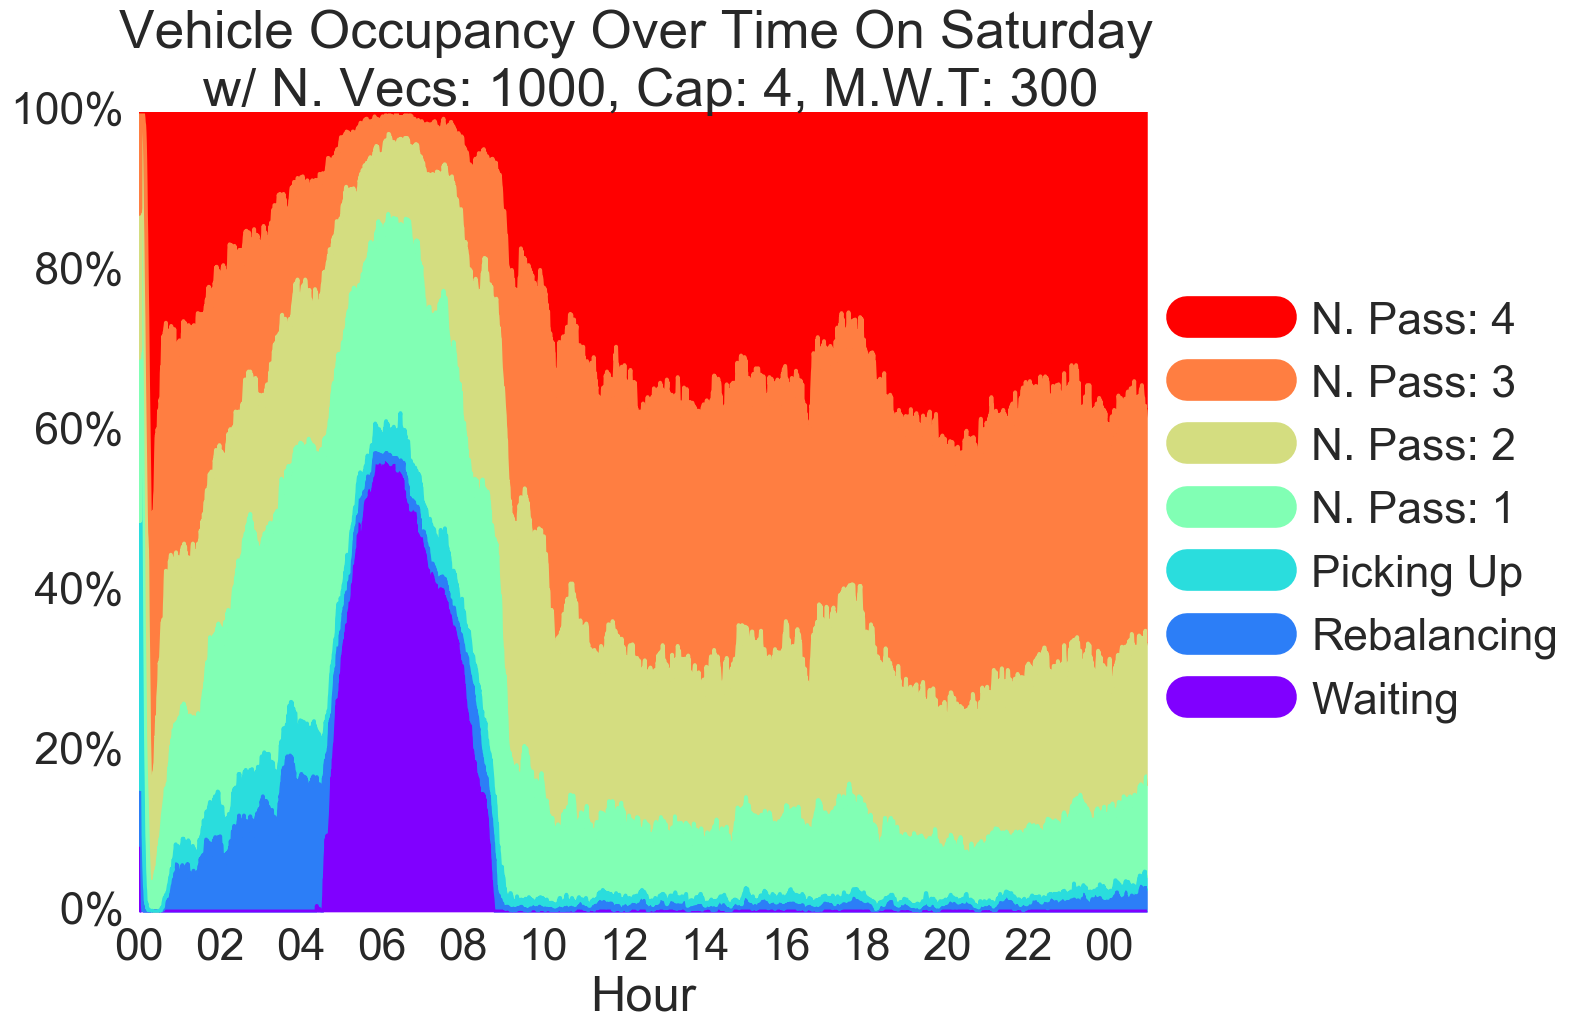 Vehicle Occupancy Over Time On Saturday
w/ N. Vecs: 1000, Cap: 4, M.W.T: 300
100%
80%
60%
40%
20%
0%
00 02 04 06 08 10 12 14 16 18 20 22 00
Hour
N. Pass: 4
N. Pass: 3
N. Pass: 2
N. Pass: 1
Picking Up
Rebalancing
Waiting